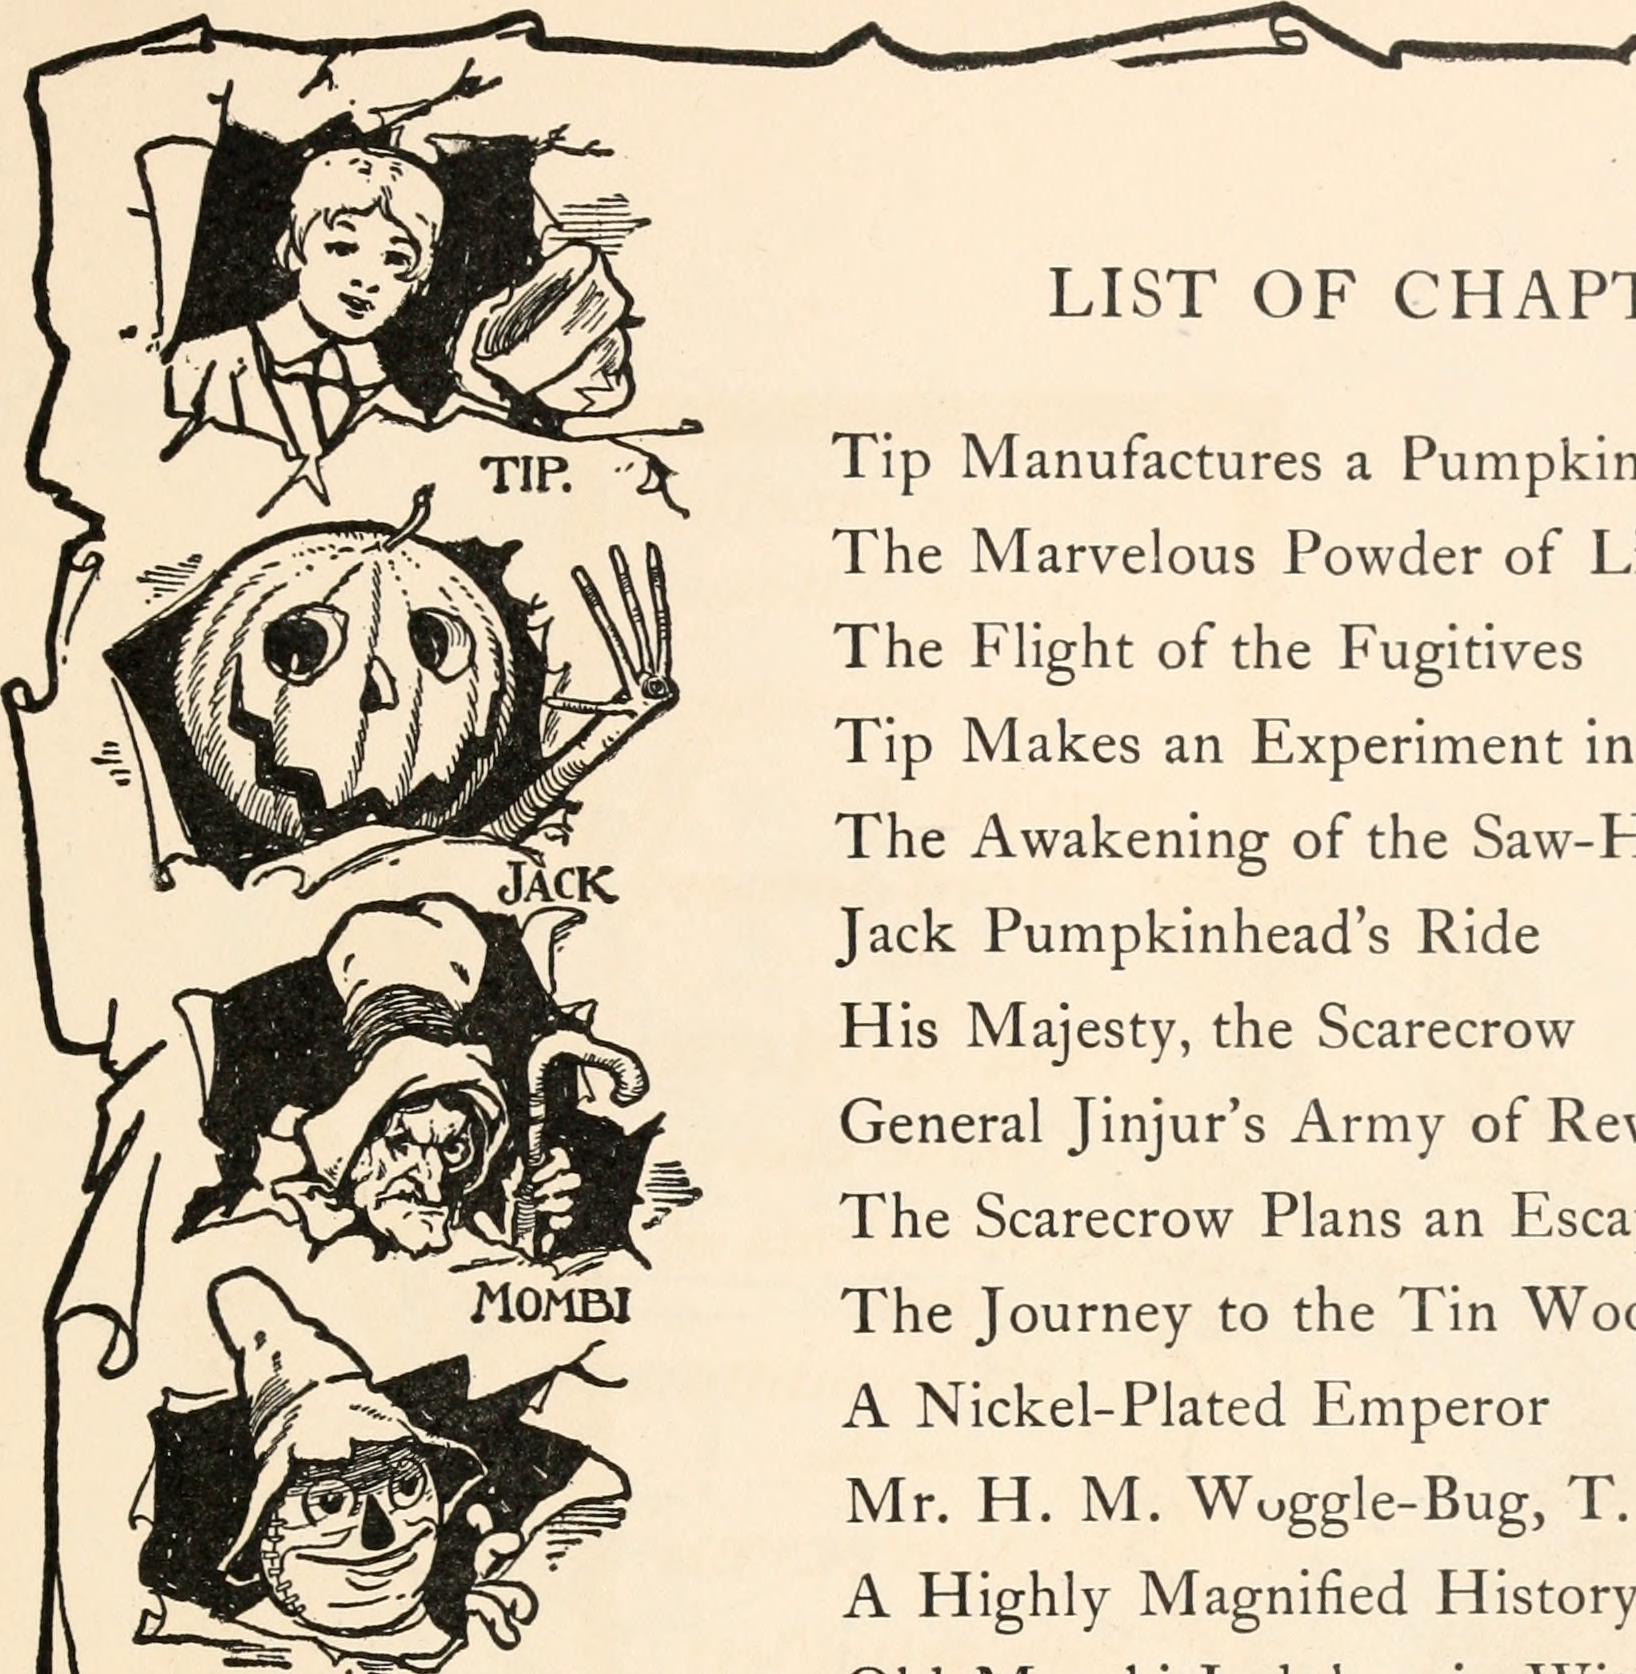 LIST OF CHAPT
Tip Manufactures a Pumpkin
The Marvelous Powder of Li
The Flight of the Fugitives
Tip Makes an Experiment in
The Awakening of the Saw-H
Jack Pumpkinhead's Ride
His Majesty, the Scarecrow
General Jinjur's Army of Rev
The Scarecrow Plans an Esca
The Journey to the Tin Woo
A Nickel-Plated Emperor
Mr. H. M. Woggle-Bug, T.
A Highly Magnified History
TIP.
JACK
MOMBI